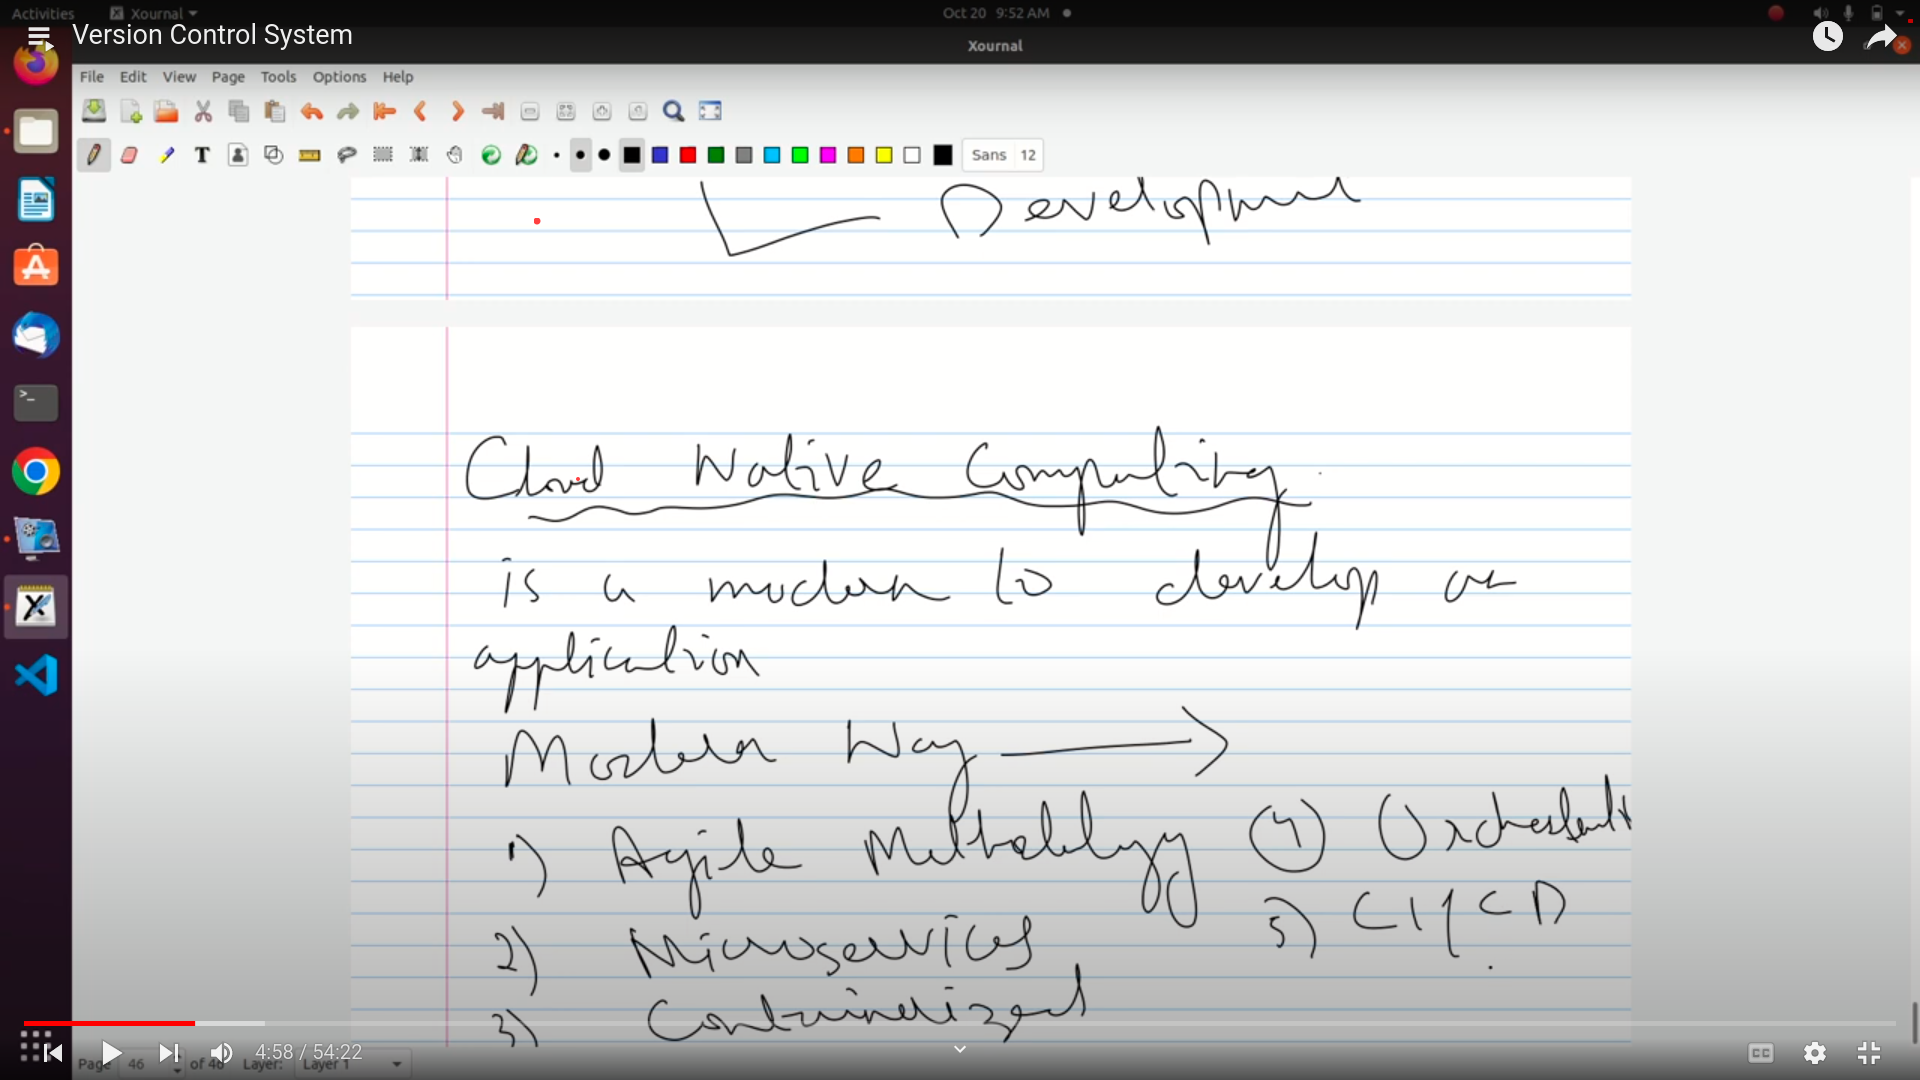 Activities Xournal Oct 20 9:52 AM
Version Control System
Xournal
File Edit View Page Tools Options Help
T Sans 12
Development
Cloud Native Computing
is a modern to develop an
application
Modern Way
1) Agile Methodology 4 Orchestrat
2) Microservices 5) CI/CD
3) Containerized
4:58 / 54:22 CC
Page 46 of 46 Layer: Layer 1